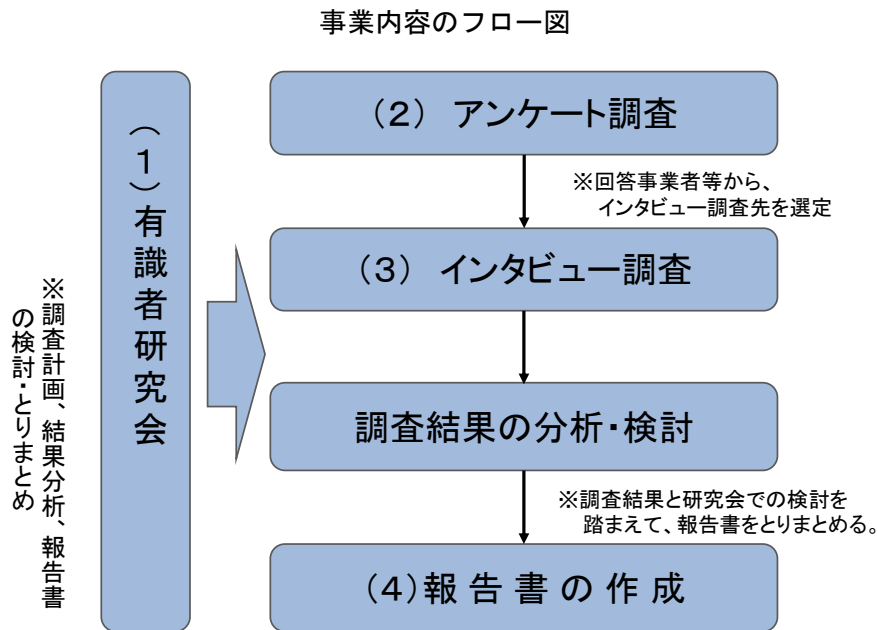 事業内容のフロー図
(1)有識者研究会
※調査計画、結果分析、報告書
の検討・とりまとめ
(2) アンケート調査
※回答事業者等から、
インタビュー調査先を選定
(3) インタビュー調査
調査結果の分析・検討
※調査結果と研究会での検討を
踏まえて、報告書をとりまとめる。
(4)報告書の作成